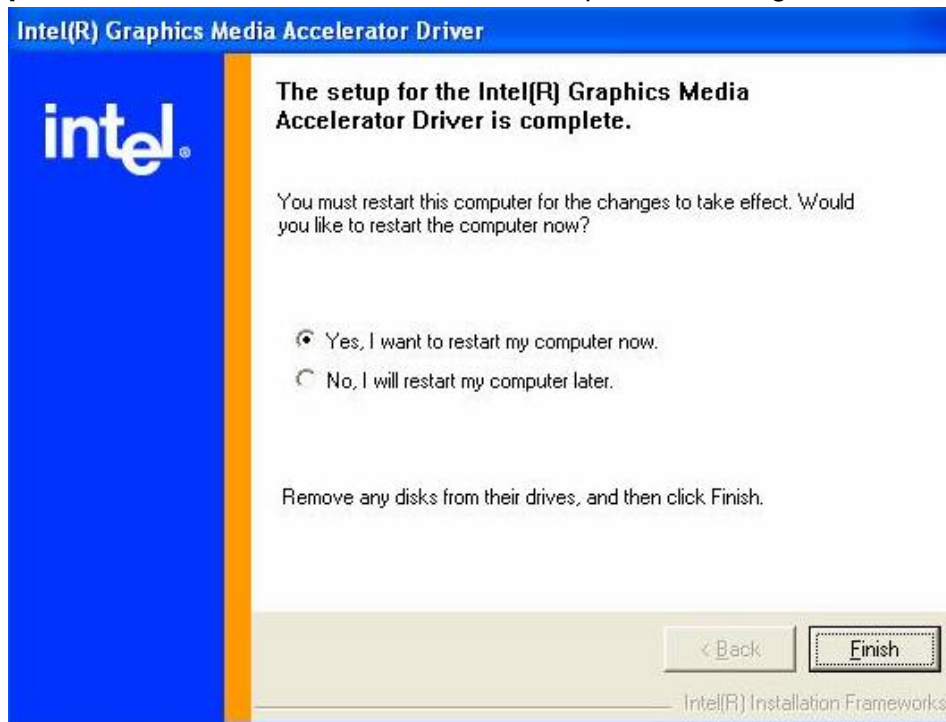 Intel(R) Graphics Media Accelerator Driver
intel®
The setup for the Intel(R) Graphics Media
Accelerator Driver is complete.
You must restart this computer for the changes to take effect. Would
you like to restart the computer now?
Yes, I want to restart my computer now.
No, I will restart my computer later.
Remove any disks from their drives, and then click Finish.
< Back
Finish
Intel(R) Installation Frameworks